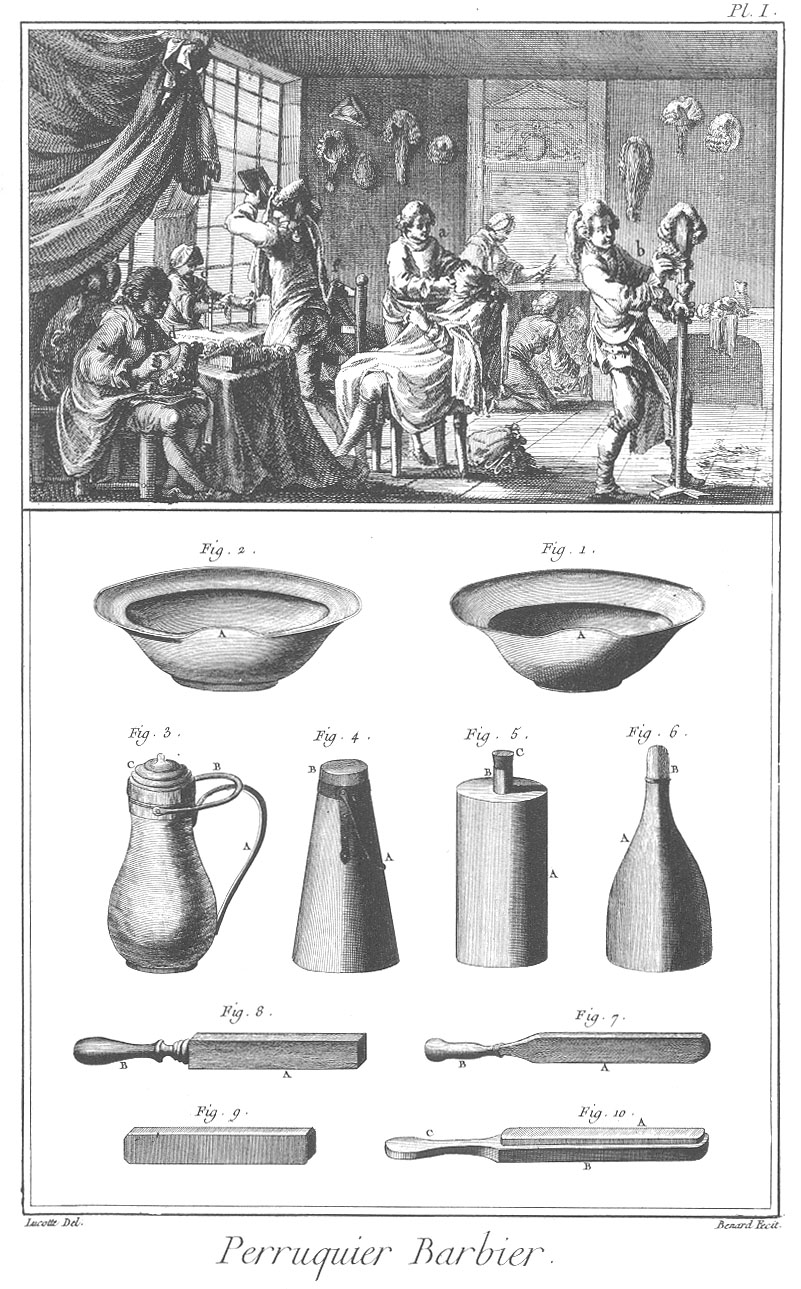 Pl. I.
a
b
Fig. 2.
Fig. 1.
A
A
Fig. 3.
Fig. 4.
Fig. 5.
Fig. 6.
C
B
A
B
A
C
B
A
B
A
Fig. 8.
Fig. 7.
B
A
B
A
Fig. 9.
Fig. 10.
A
C
B
Lucotte Del.
Benard Fecit.
Perruquier Barbier.